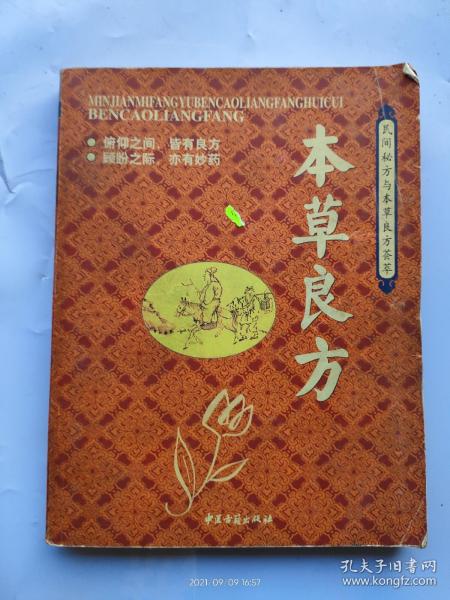 MINJIANMIFANGYUBENCAOLIANGFANGHUICUI
BENCAOLIANGFANG
● 俯仰之间，皆有良方
● 顾盼之际，亦有妙药
民间秘方与本草良方荟萃
本草良方
中医古籍出版社
2021/09/09 16:57
孔夫子旧书网
www.kongfz.com